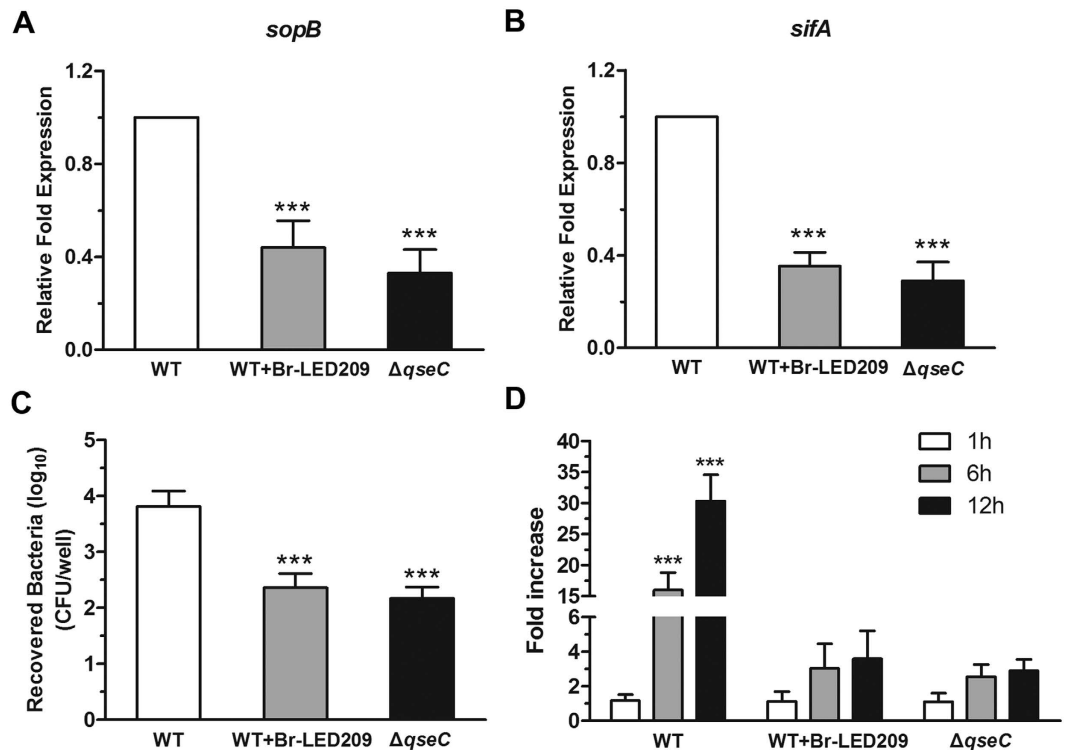 A
sopB
Relative Fold Expression
1.2
0.8
0.4
0.0
***
***
WT
WT+Br-LED209
ΔqseC
B
sifA
Relative Fold Expression
1.2
0.8
0.4
0.0
***
***
WT
WT+Br-LED209
ΔqseC
C
Recovered Bacteria (log₁₀)
(CFU/well)
5
4
3
2
1
0
***
***
WT
WT+Br-LED209
ΔqseC
D
Fold increase
40
35
30
25
20
15
6
4
2
0
***
***
1h
6h
12h
WT
WT+Br-LED209
ΔqseC